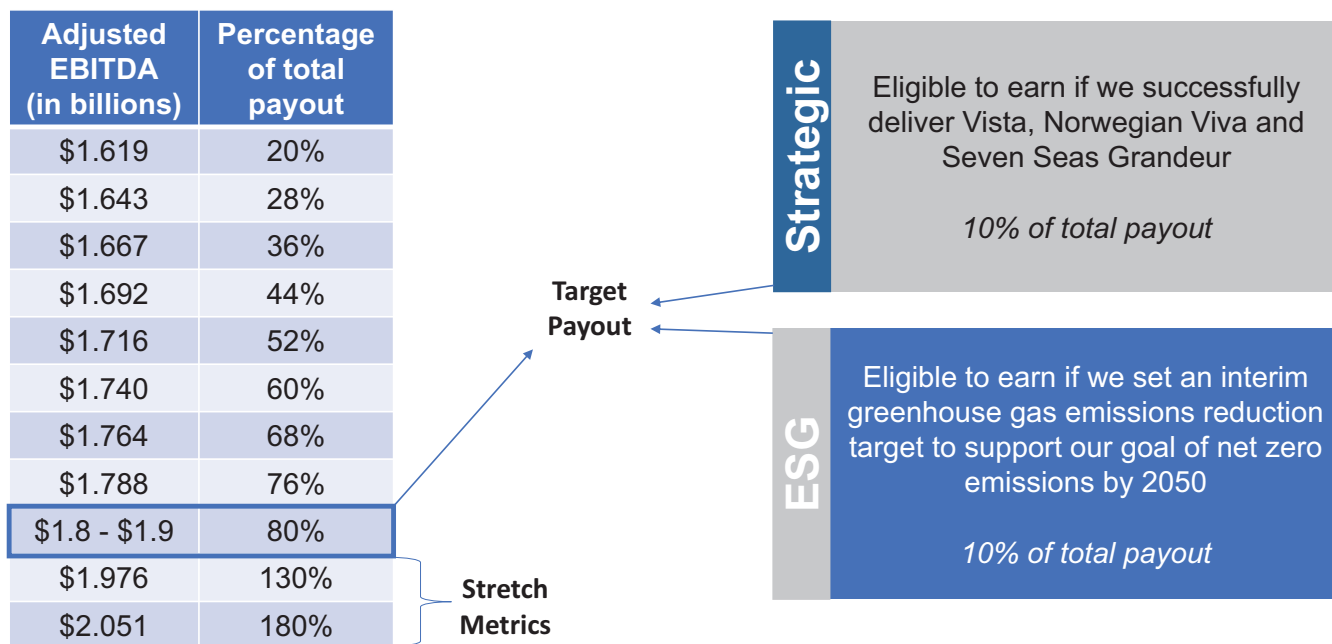 Adjusted
EBITDA
(in billions)
Percentage
of total
payout
$1.619 20%
$1.643 28%
$1.667 36%
$1.692 44%
$1.716 52%
$1.740 60%
$1.764 68%
$1.788 76%
$1.8 - $1.9 80%
$1.976 130%
$2.051 180%
Target
Payout
Stretch
Metrics
Strategic
Eligible to earn if we successfully
deliver Vista, Norwegian Viva and
Seven Seas Grandeur
10% of total payout
ESG
Eligible to earn if we set an interim
greenhouse gas emissions reduction
target to support our goal of net zero
emissions by 2050
10% of total payout